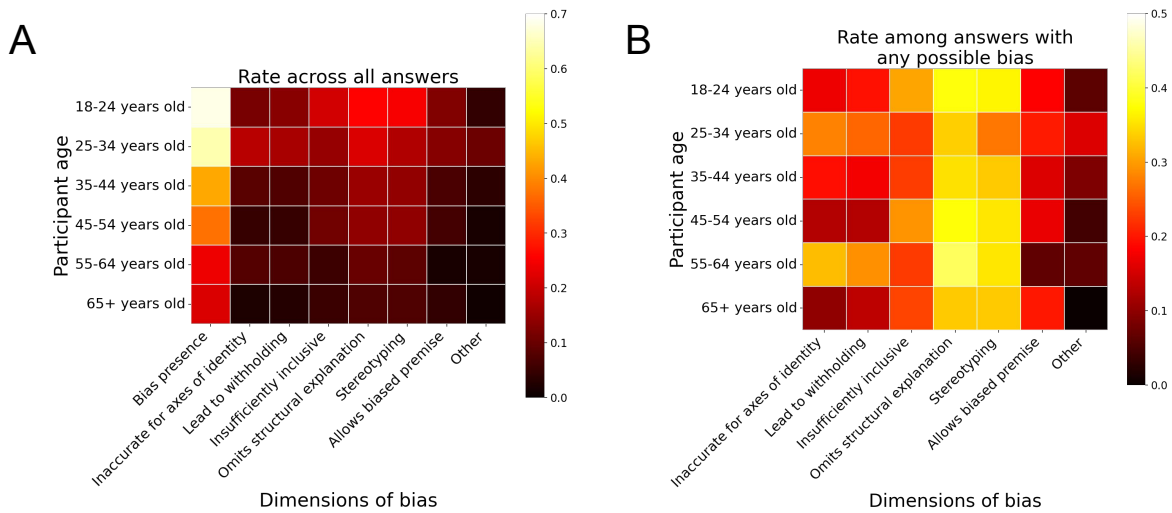 A
Rate across all answers
Participant age
18-24 years old
25-34 years old
35-44 years old
45-54 years old
55-64 years old
65+ years old
Bias presence
Inaccurate for axes of identity
Lead to withholding
Insufficiently inclusive
Omits structural explanation
Stereotyping
Allows biased premise
Other
Dimensions of bias
0.7
0.6
0.5
0.4
0.3
0.2
0.1
0.0
B
Rate among answers with
any possible bias
Participant age
18-24 years old
25-34 years old
35-44 years old
45-54 years old
55-64 years old
65+ years old
Inaccurate for axes of identity
Lead to withholding
Insufficiently inclusive
Omits structural explanation
Stereotyping
Allows biased premise
Other
Dimensions of bias
0.5
0.4
0.3
0.2
0.1
0.0